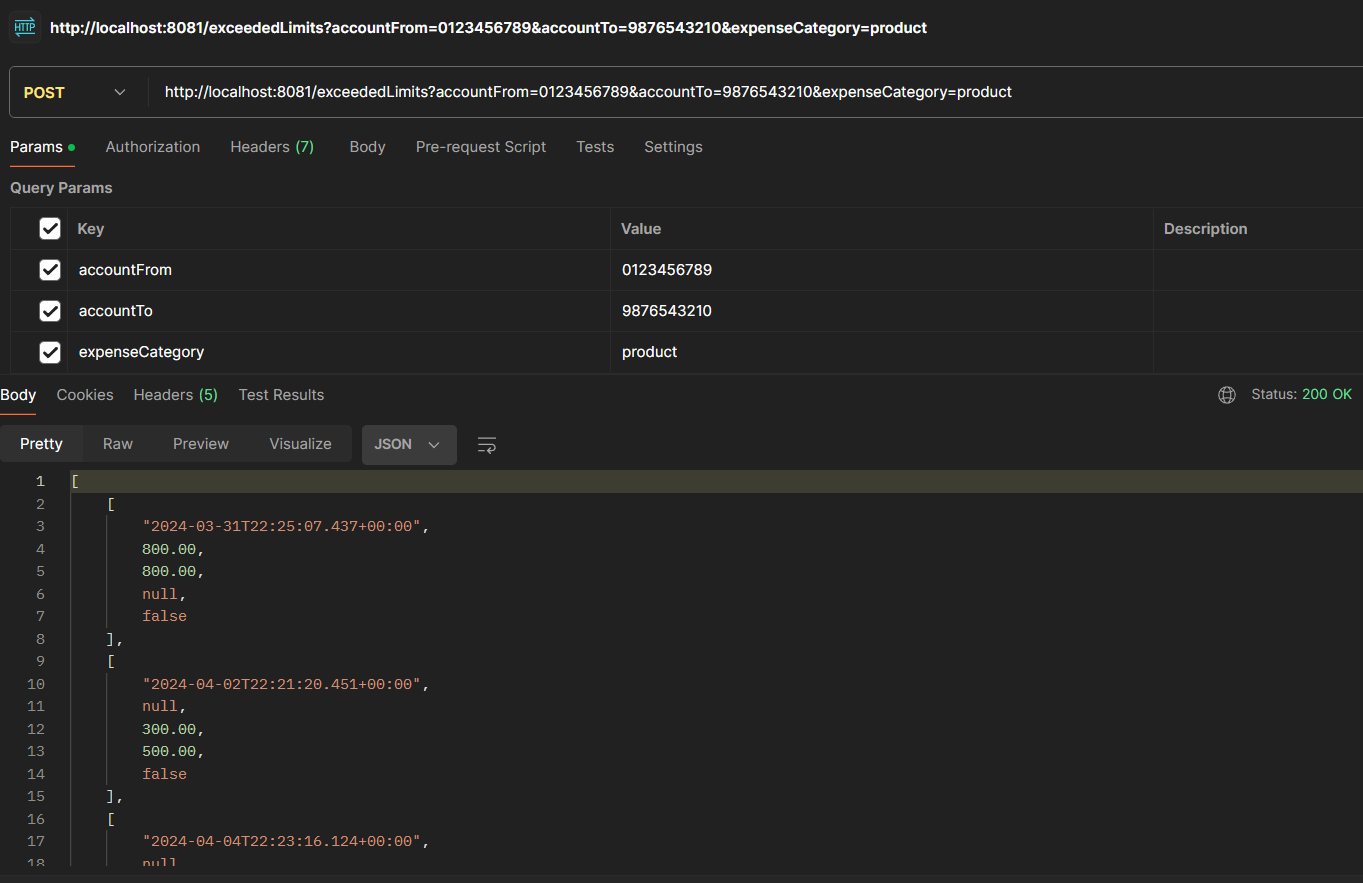 HTTP http://localhost:8081/exceededLimits?accountFrom=0123456789&accountTo=9876543210&expenseCategory=product
POST http://localhost:8081/exceededLimits?accountFrom=0123456789&accountTo=9876543210&expenseCategory=product
Params Authorization Headers (7) Body Pre-request Script Tests Settings
Query Params
Key Value Description
accountFrom 0123456789
accountTo 9876543210
expenseCategory product
Body Cookies Headers (5) Test Results Status: 200 OK
Pretty Raw Preview Visualize JSON
1 [
2 [
3 "2024-03-31T22:25:07.437+00:00",
4 800.00,
5 800.00,
6 null,
7 false
8 ],
9 [
10 "2024-04-02T22:21:20.451+00:00",
11 null,
12 300.00,
13 500.00,
14 false
15 ],
16 [
17 "2024-04-04T22:23:16.124+00:00",
18 null